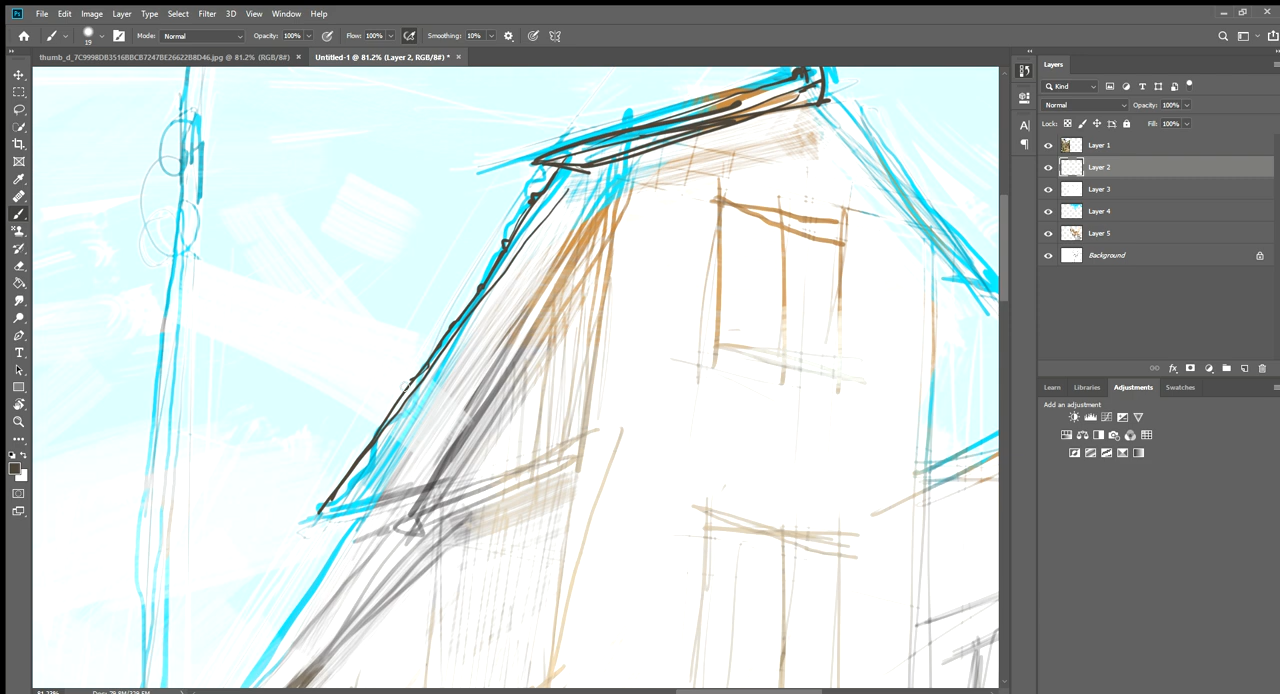 Ps File Edit Image Layer Type Select Filter 3D View Window Help
19 Mode: Normal Opacity: 100% Flow: 100% Smoothing: 10%
thumb_d_7C9998DB3516BBCB7247BE26622B8D46.jpg @ 81.2% (RGB/8#) × Untitled-1 @ 81.2% (Layer 2, RGB/8#) * ×
Layers
Kind
Normal Opacity: 100%
Lock: Fill: 100%
Layer 1
Layer 2
Layer 3
Layer 4
Layer 5
Background
Learn Libraries Adjustments Swatches
Add an adjustment